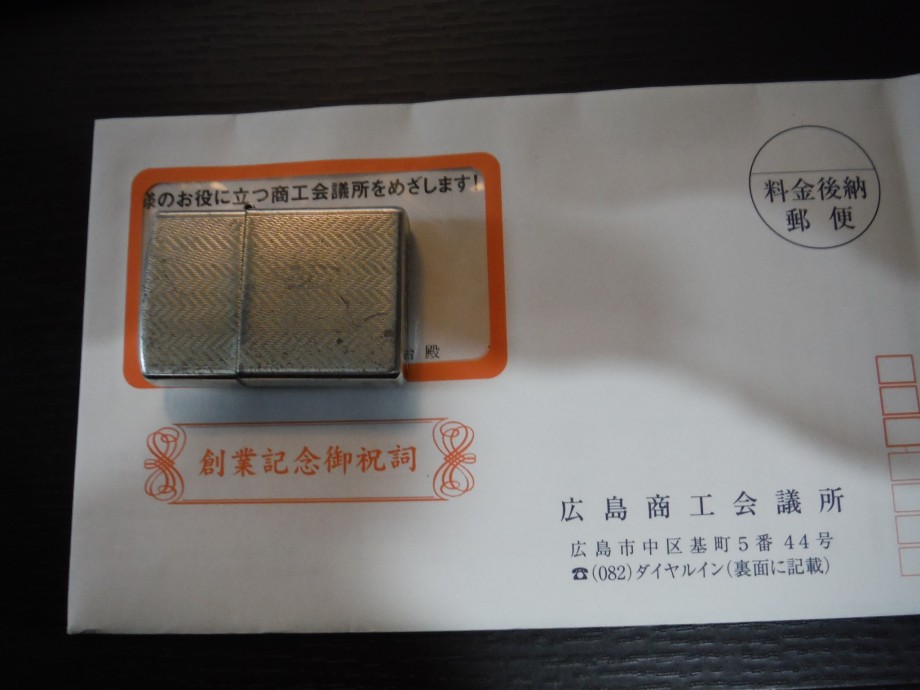 様のお役に立つ商工会議所をめざします!
料金後納
郵便
殿
創業記念御祝詞
広島商工会議所
広島市中区基町5番44号
☎(082)ダイヤルイン(裏面に記載)